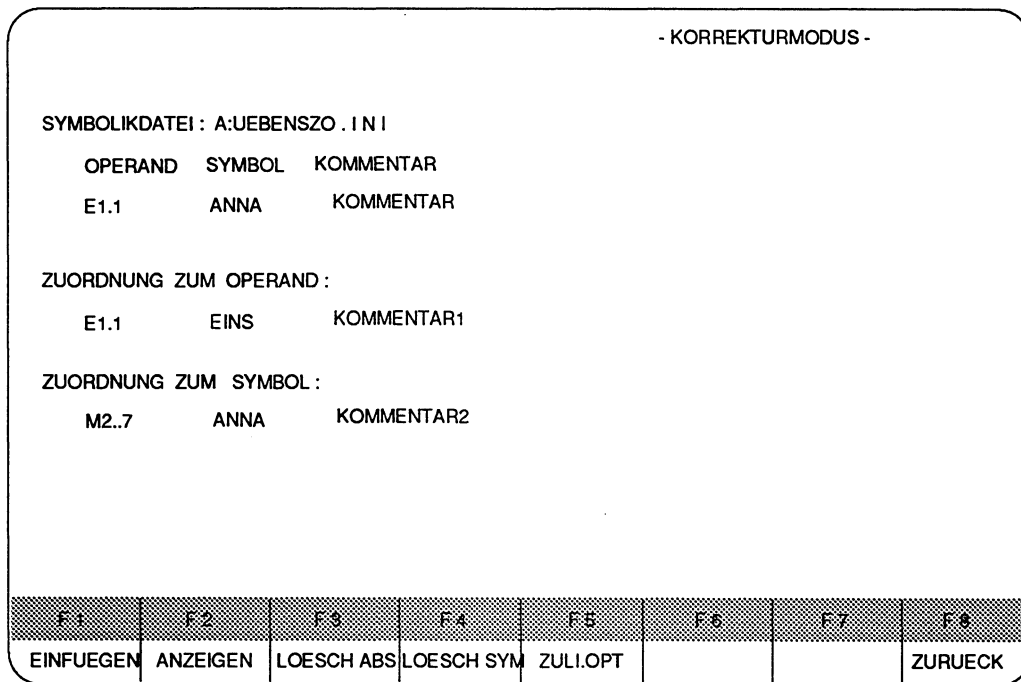 - KORREKTURMODUS -
SYMBOLIKDATEI : A:UEBENSZO . I N I
OPERAND SYMBOL KOMMENTAR
E1.1 ANNA KOMMENTAR
ZUORDNUNG ZUM OPERAND :
E1.1 EINS KOMMENTAR1
ZUORDNUNG ZUM SYMBOL :
M2..7 ANNA KOMMENTAR2
F1 F2 F3 F4 F5 F6 F7 F8
EINFUEGEN ANZEIGEN LOESCH ABS LOESCH SYM ZULI.OPT ZURUECK